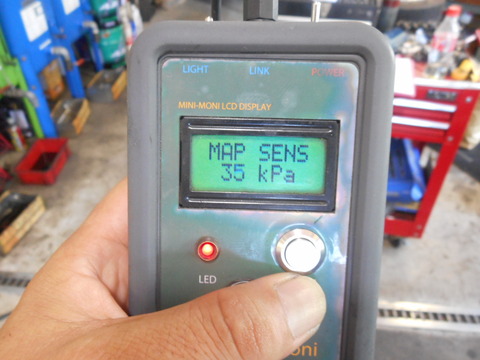 LIGHT LINK POWER
MINI-MONI LCD DISPLAY
MAP SENS
35 kPa
LED